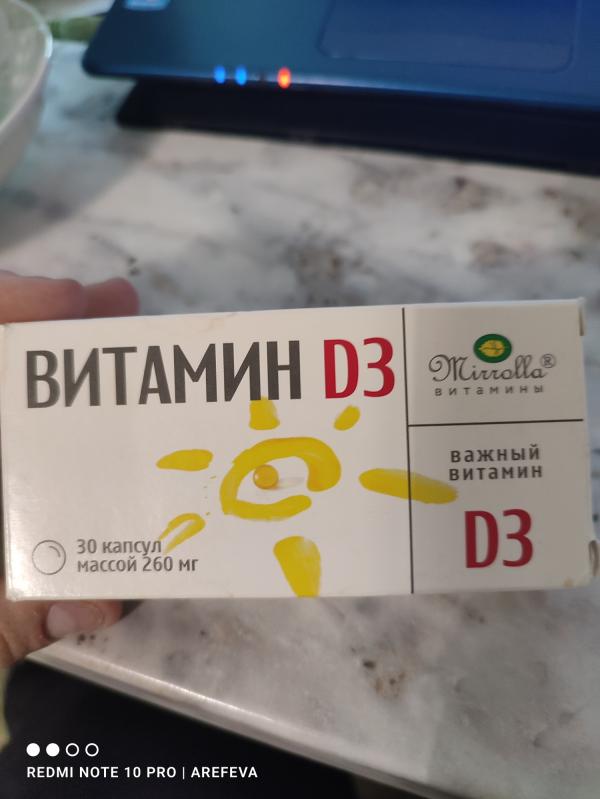 ВИТАМИН D3
30 капсул
массой 260 мг
Mirrolla®
витамины
важный
витамин
D3
REDMI NOTE 10 PRO | AREFEVA